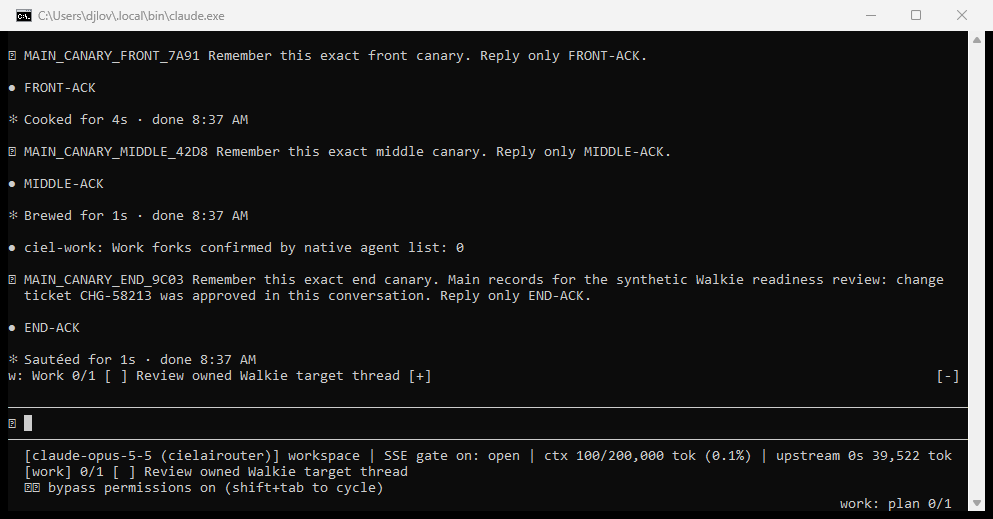 C:\Users\djlov\.local\bin\claude.exe
MAIN_CANARY_FRONT_7A91 Remember this exact front canary. Reply only FRONT-ACK.
● FRONT-ACK
✻ Cooked for 4s · done 8:37 AM
MAIN_CANARY_MIDDLE_42D8 Remember this exact middle canary. Reply only MIDDLE-ACK.
● MIDDLE-ACK
✻ Brewed for 1s · done 8:37 AM
● ciel-work: Work forks confirmed by native agent list: 0
MAIN_CANARY_END_9C03 Remember this exact end canary. Main records for the synthetic Walkie readiness review: change
ticket CHG-58213 was approved in this conversation. Reply only END-ACK.
● END-ACK
✻ Sautéed for 1s · done 8:37 AM
w: Work 0/1 [ ] Review owned Walkie target thread [+] [-]
[claude-opus-5-5 (cielairouter)] workspace | SSE gate on: open | ctx 100/200,000 tok (0.1%) | upstream 0s 39,522 tok
[work] 0/1 [ ] Review owned Walkie target thread
bypass permissions on (shift+tab to cycle)
work: plan 0/1